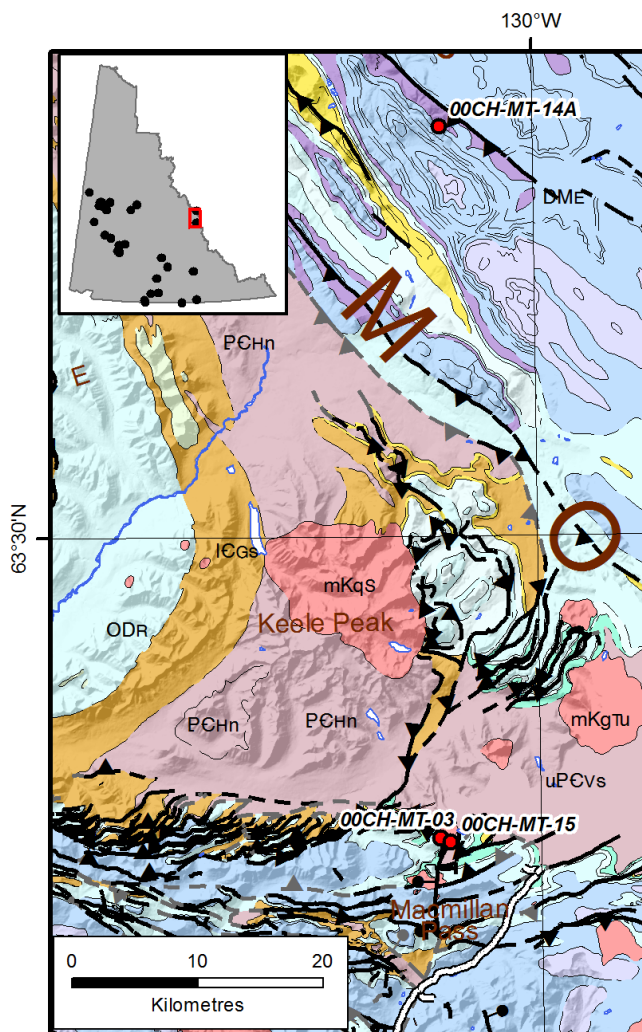 130°W
00CH-MT-14A
DME
M
PЄHn
E
63°30'N
lЄGs
mKqS
ODR
Keele Peak
PЄHn
PЄHn
mKgTu
uPЄVs
00CH-MT-03
00CH-MT-15
Macmillan
Pass
0
10
20
Kilometres